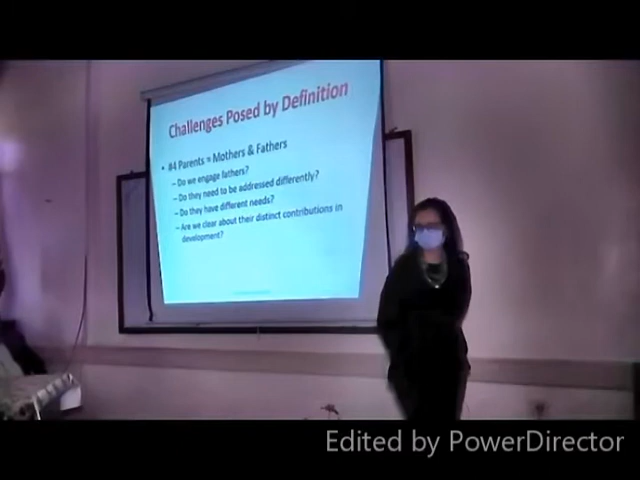 Challenges Posed by Definition
• #4 Parents = Mothers & Fathers
– Do we engage fathers?
– Do they need to be addressed differently?
– Do they have different needs?
– Are we clear about their distinct contributions in
development?
Edited by PowerDirector